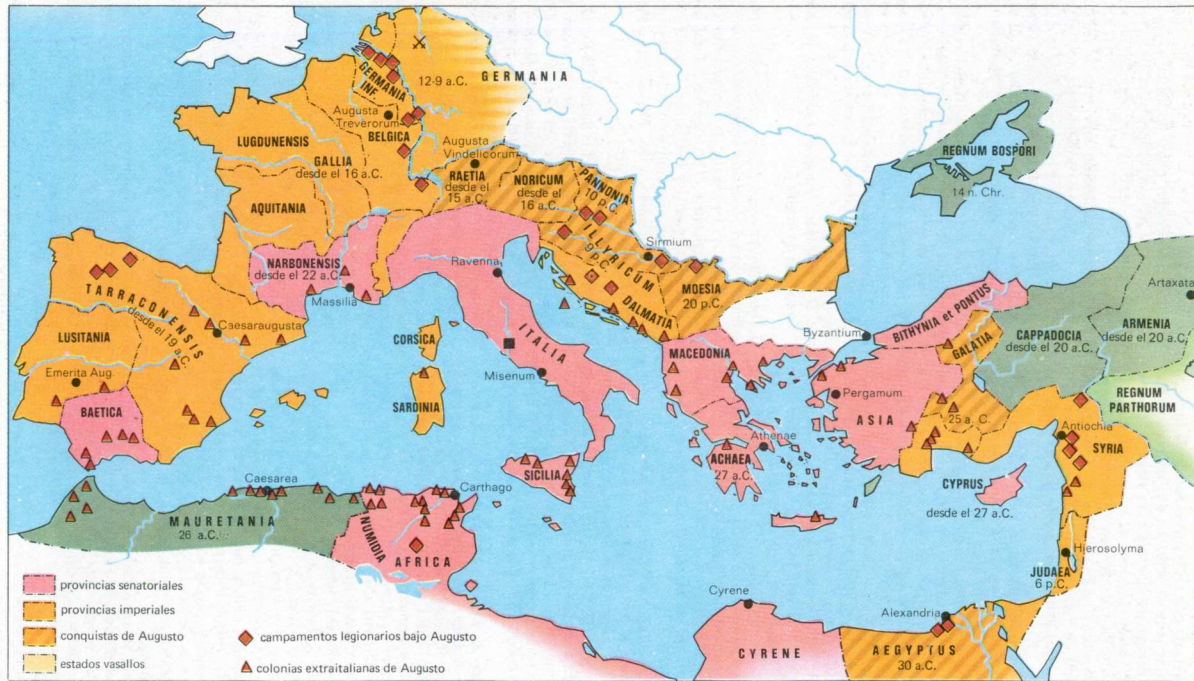 GERMANIA
12-9 a.C.
GERMANIA
INF.
Augusta
Treverorum
BELGICA
LUGDUNENSIS
GALLIA
desde el 16 a.C.
Augusta
Vindelicorum
RAETIA
desde el
15 a.C.
NORICUM
desde el
16 a.C.
PANNONIA
10 p.C.
REGNUM BOSPORI
14 n. Chr.
AQUITANIA
ILLYRICUM
9 p.C.
Sirmium
NARBONENSIS
desde el 22 a.C.
Massilia
Ravenna
DALMATIA
MOESIA
20 p.C.
TARRACONENSIS
desde el 19 a.C.
Caesaraugusta
LUSITANIA
Emerita Aug.
BAETICA
CORSICA
SARDINIA
ITALIA
Misenum
MACEDONIA
Byzantium
BITHYNIA et PONTUS
GALATIA
CAPPADOCIA
desde el 20 a.C.
Artaxata
ARMENIA
desde el 20 a.C.
REGNUM
PARTHORUM
Pergamum
ASIA
25 a. C.
Antiochia
SYRIA
Athenae
ACHAEA
27 a.C.
SICILIA
CYPRUS
desde el 27 a.C.
Caesarea
Carthago
MAURETANIA
26 a.C.
NUMIDIA
AFRICA
Hierosolyma
JUDAEA
6 p.C.
Cyrene
CYRENE
Alexandria
AEGYPTUS
30 a.C.
provincias senatoriales
provincias imperiales
conquistas de Augusto
estados vasallos
campamentos legionarios bajo Augusto
colonias extraitalianas de Augusto